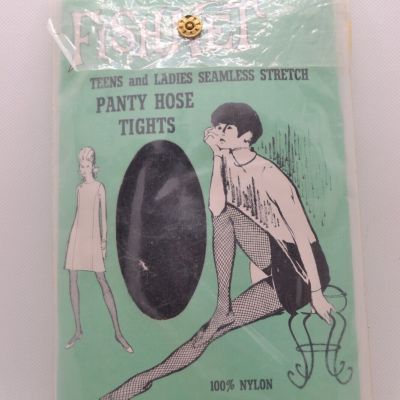 FISHNET
TEENS and LADIES SEAMLESS STRETCH
PANTY HOSE
TIGHTS
100% NYLON